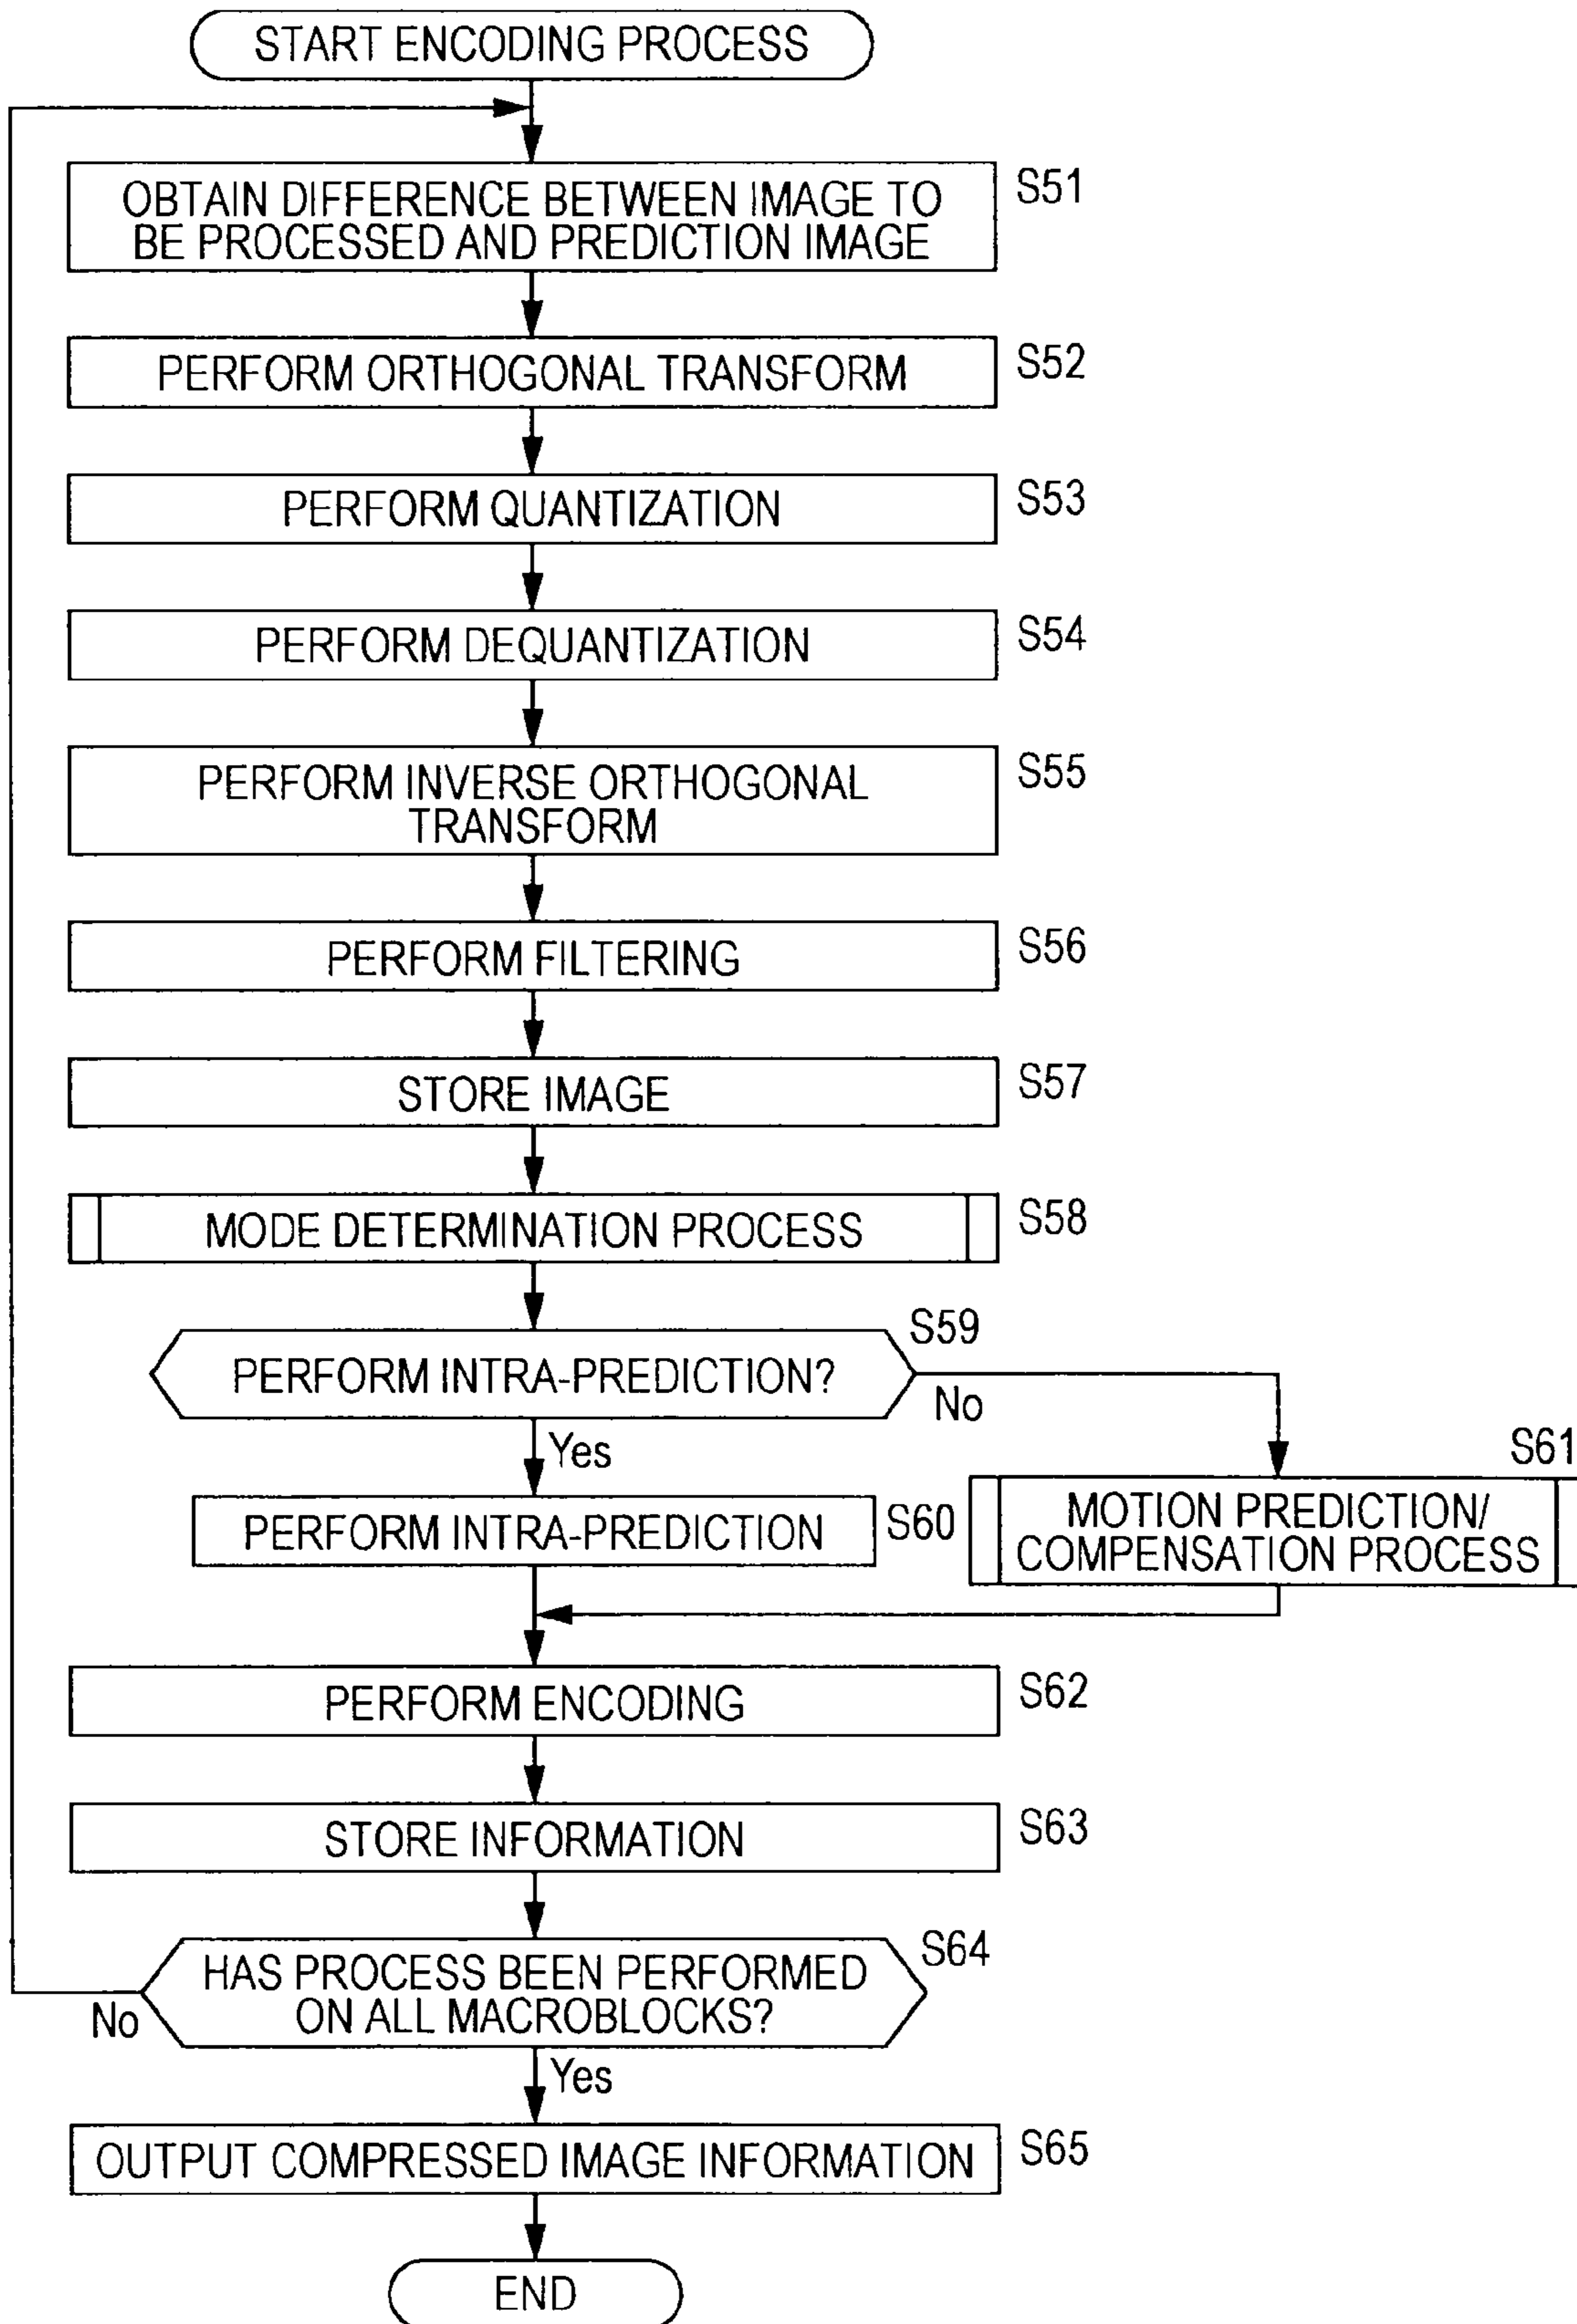 START ENCODING PROCESS
OBTAIN DIFFERENCE BETWEEN IMAGE TO
BE PROCESSED AND PREDICTION IMAGE
S51
PERFORM ORTHOGONAL TRANSFORM
S52
PERFORM QUANTIZATION
S53
PERFORM DEQUANTIZATION
S54
PERFORM INVERSE ORTHOGONAL
TRANSFORM
S55
PERFORM FILTERING
S56
STORE IMAGE
S57
MODE DETERMINATION PROCESS
S58
PERFORM INTRA-PREDICTION?
S59
No
Yes
PERFORM INTRA-PREDICTION
S60
S61
MOTION PREDICTION/
COMPENSATION PROCESS
PERFORM ENCODING
S62
STORE INFORMATION
S63
HAS PROCESS BEEN PERFORMED
ON ALL MACROBLOCKS?
S64
No
Yes
OUTPUT COMPRESSED IMAGE INFORMATION
S65
END